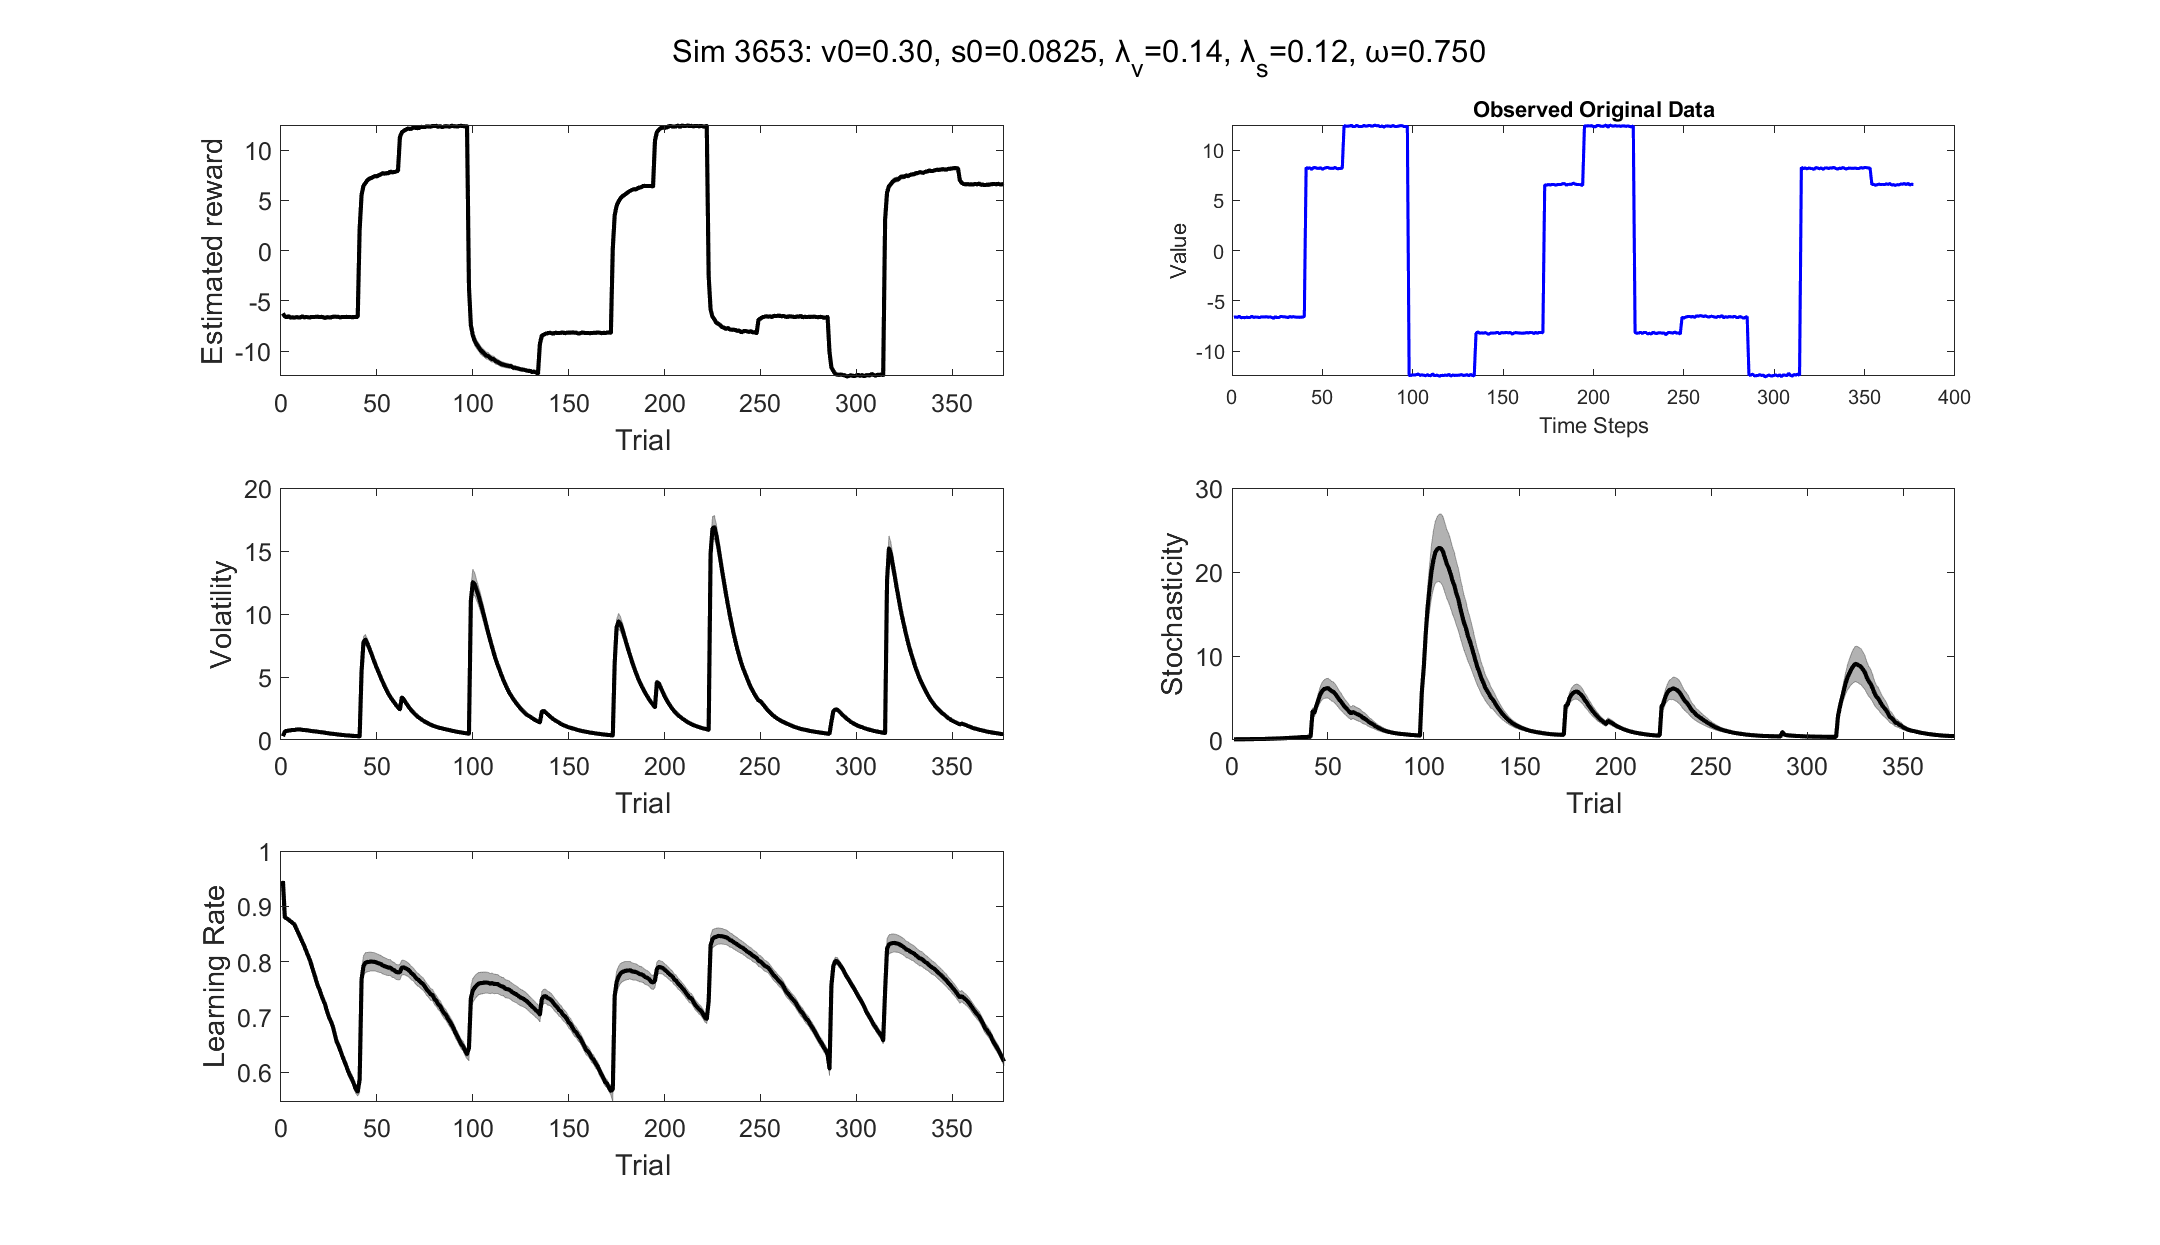 Sim 3653: v0=0.30, s0=0.0825, λv=0.14, λs=0.12, ω=0.750
Estimated reward
10
5
0
-5
-10
0 50 100 150 200 250 300 350
Trial
Observed Original Data
Value
10
5
0
-5
-10
0 50 100 150 200 250 300 350 400
Time Steps
Volatility
20
15
10
5
0
0 50 100 150 200 250 300 350
Trial
Stochasticity
30
20
10
0
0 50 100 150 200 250 300 350
Trial
Learning Rate
1
0.9
0.8
0.7
0.6
0 50 100 150 200 250 300 350
Trial